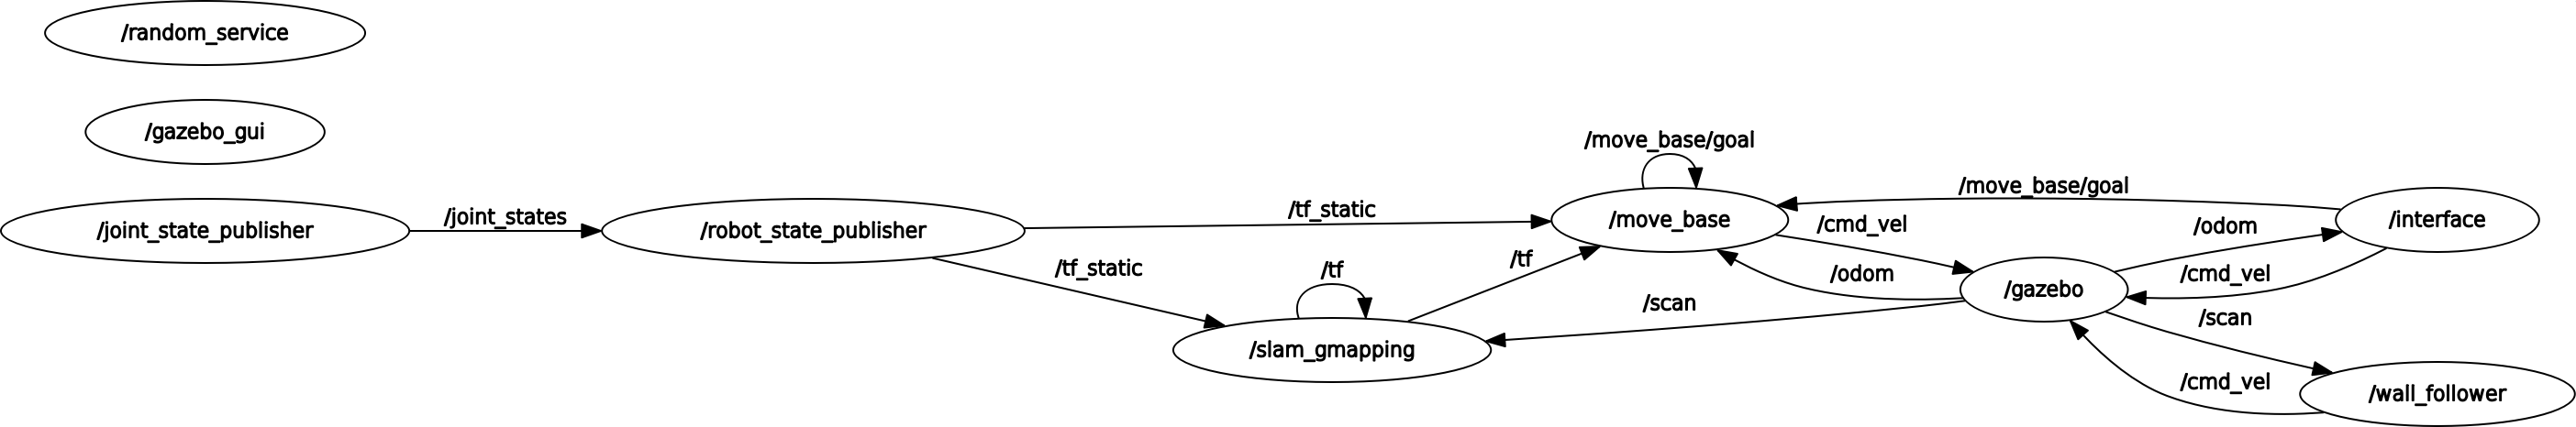 /random_service
/gazebo_gui
/joint_state_publisher
/joint_states
/robot_state_publisher
/tf_static
/tf_static
/tf
/slam_gmapping
/tf
/move_base/goal
/move_base
/move_base/goal
/cmd_vel
/odom
/scan
/gazebo
/odom
/cmd_vel
/interface
/scan
/cmd_vel
/wall_follower